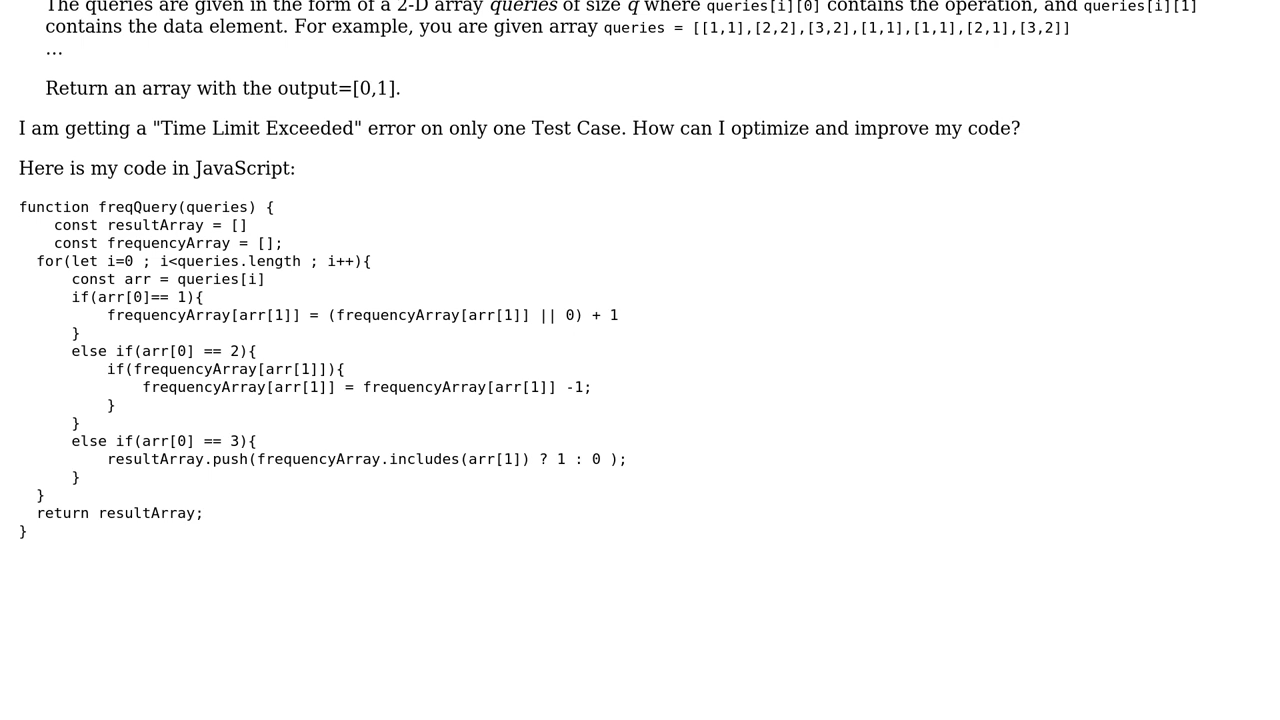 The queries are given in the form of a 2-D array queries of size q where queries[i][0] contains the operation, and queries[i][1]
contains the data element. For example, you are given array queries = [[1,1],[2,2],[3,2],[1,1],[1,1],[2,1],[3,2]]
...
Return an array with the output=[0,1].
I am getting a "Time Limit Exceeded" error on only one Test Case. How can I optimize and improve my code?
Here is my code in JavaScript:
function freqQuery(queries) {
    const resultArray = []
    const frequencyArray = [];
  for(let i=0 ; i<queries.length ; i++){
      const arr = queries[i]
      if(arr[0]== 1){
          frequencyArray[arr[1]] = (frequencyArray[arr[1]] || 0) + 1
      }
      else if(arr[0] == 2){
          if(frequencyArray[arr[1]]){
              frequencyArray[arr[1]] = frequencyArray[arr[1]] -1;
          }
      }
      else if(arr[0] == 3){
          resultArray.push(frequencyArray.includes(arr[1]) ? 1 : 0 );
      }
  }
  return resultArray;
}